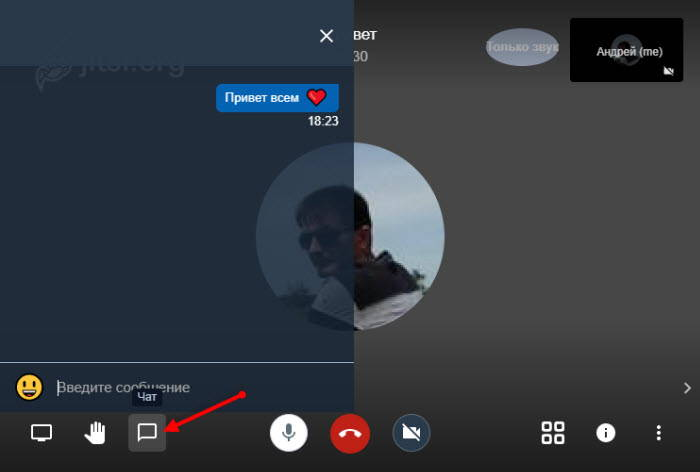 вет
30
Только звук
Андрей (me)
jitsi.org
Привет всем
18:23
Введите сообщение
Чат